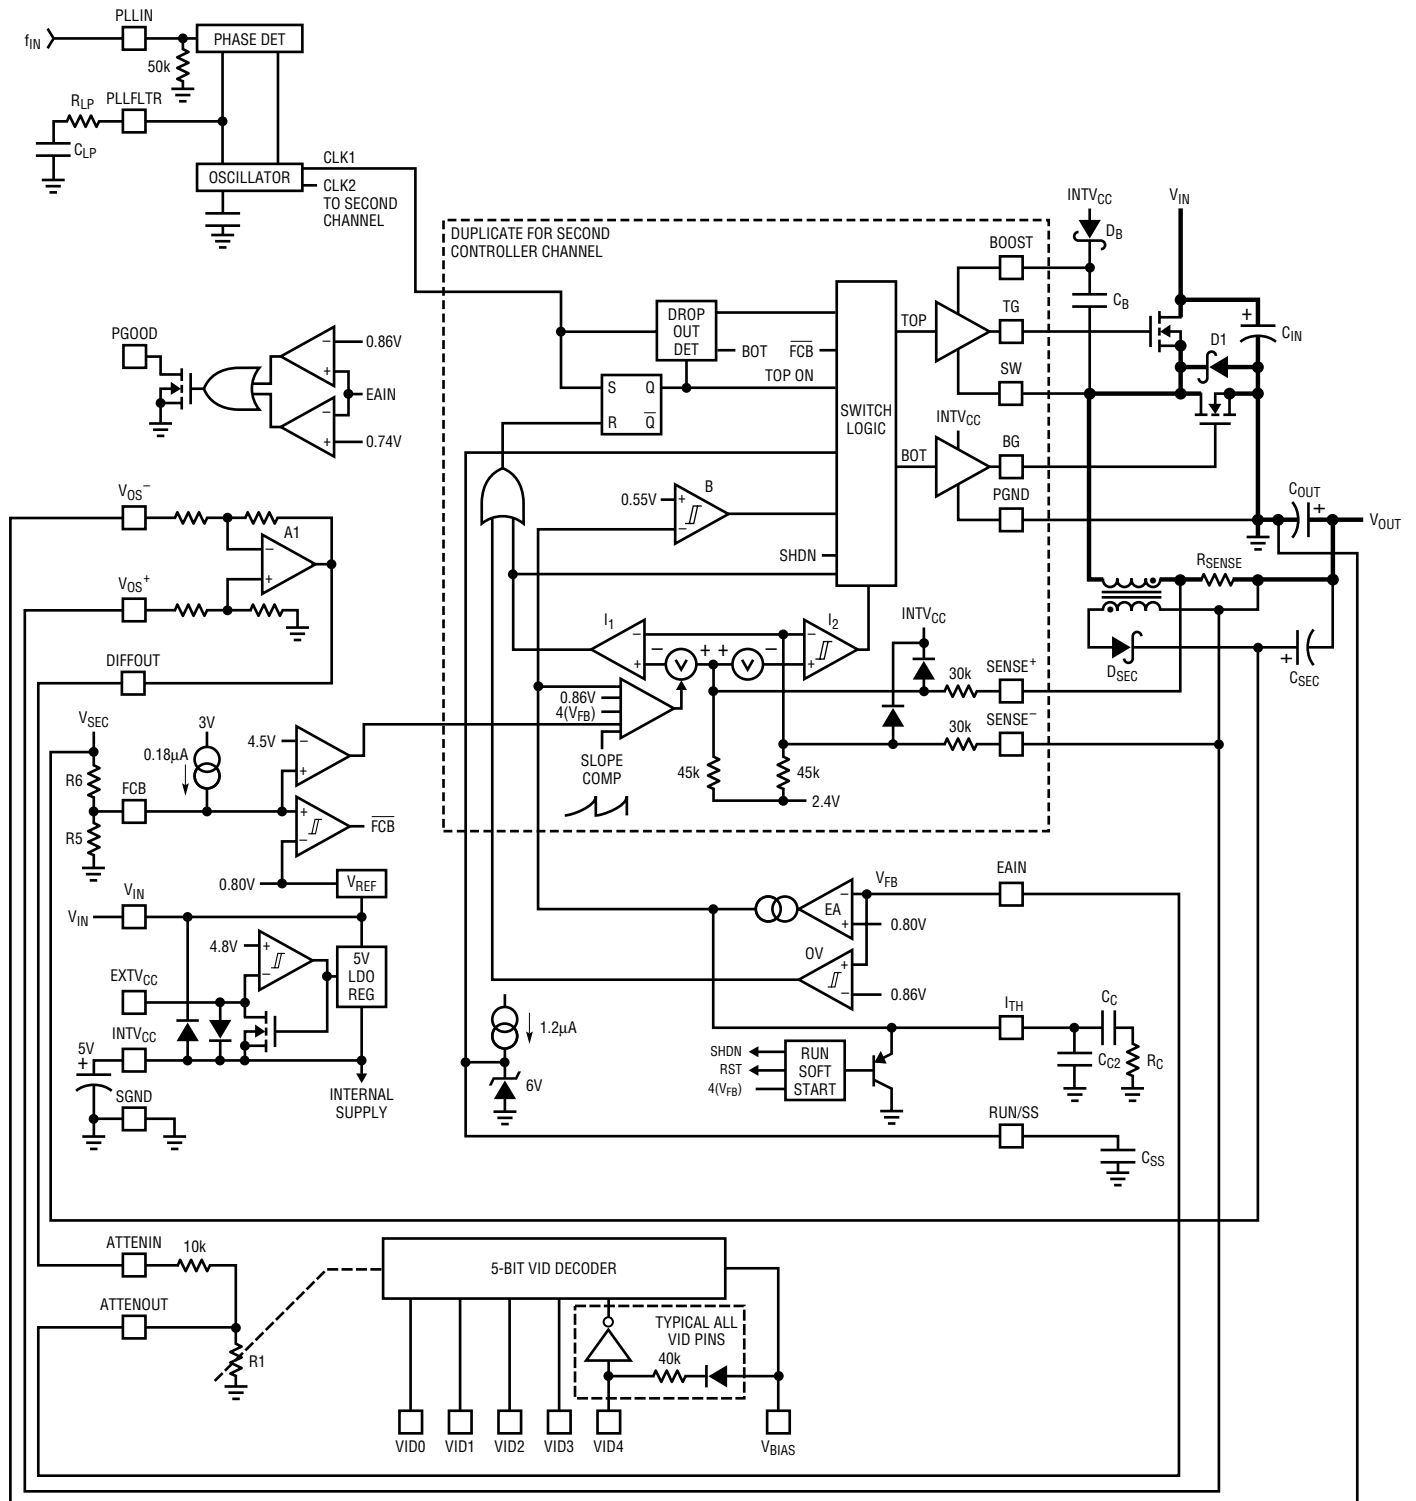 PLLIN
fIN
PHASE DET
50k
RLP
PLLFLTR
CLP
OSCILLATOR
CLK1
CLK2
TO SECOND
CHANNEL
DUPLICATE FOR SECOND
CONTROLLER CHANNEL
INTVCC
VIN
DB
BOOST
CB
TG
TOP
CIN
D1
SW
DROP
OUT
DET
BOT
FCB
TOP ON
S
Q
R
Q
SWITCH
LOGIC
INTVCC
BG
BOT
PGND
PGOOD
−
0.86V
+
EAIN
−
+
0.74V
B
0.55V
+
−
SHDN
COUT
+
VOUT
RSENSE
VOS−
A1
−
+
VOS+
DIFFOUT
I1
−
+
−
V
+
+
V
−
I2
−
+
INTVCC
30k
SENSE+
30k
SENSE−
DSEC
+
CSEC
0.86V
4(VFB)
SLOPE
COMP
45k
45k
2.4V
VSEC
3V
0.18µA
R6
FCB
R5
4.5V
−
+
+
−
FCB
0.80V
VREF
VIN
VIN
4.8V
+
−
5V
LDO
REG
EXTVCC
INTVCC
5V
+
SGND
INTERNAL
SUPPLY
EAIN
VFB
−
EA
+
0.80V
OV
+
−
0.86V
1.2µA
6V
ITH
CC
CC2
RC
SHDN
RST
4(VFB)
RUN
SOFT
START
RUN/SS
CSS
ATTENIN
10k
ATTENOUT
R1
5-BIT VID DECODER
TYPICAL ALL
VID PINS
40k
VID0
VID1
VID2
VID3
VID4
VBIAS